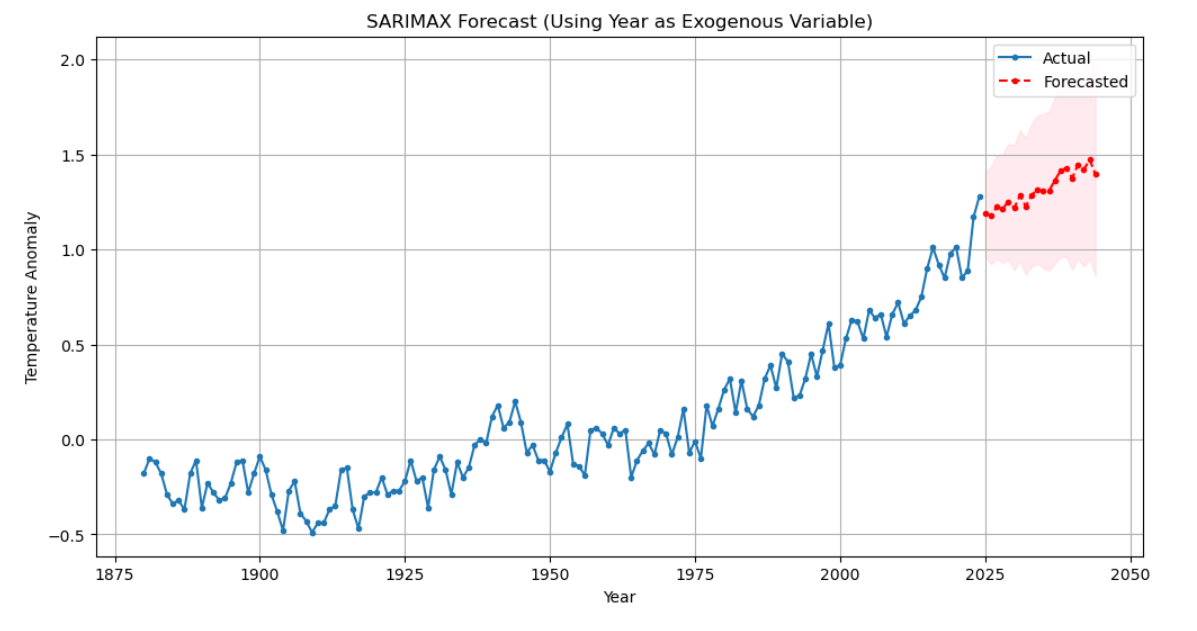 SARIMAX Forecast (Using Year as Exogenous Variable)
2.0
1.5
1.0
0.5
0.0
−0.5
Temperature Anomaly
Actual
Forecasted
1875 1900 1925 1950 1975 2000 2025 2050
Year